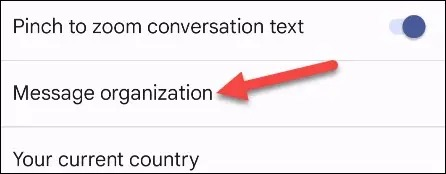 Pinch to zoom conversation text
Message organization
Your current country